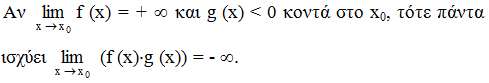 Αν lim f (x) = + ∞ και g (x) < 0 κοντά στο x0, τότε πάντα
x→x0
ισχύει lim (f (x)·g (x)) = - ∞.
x→x0